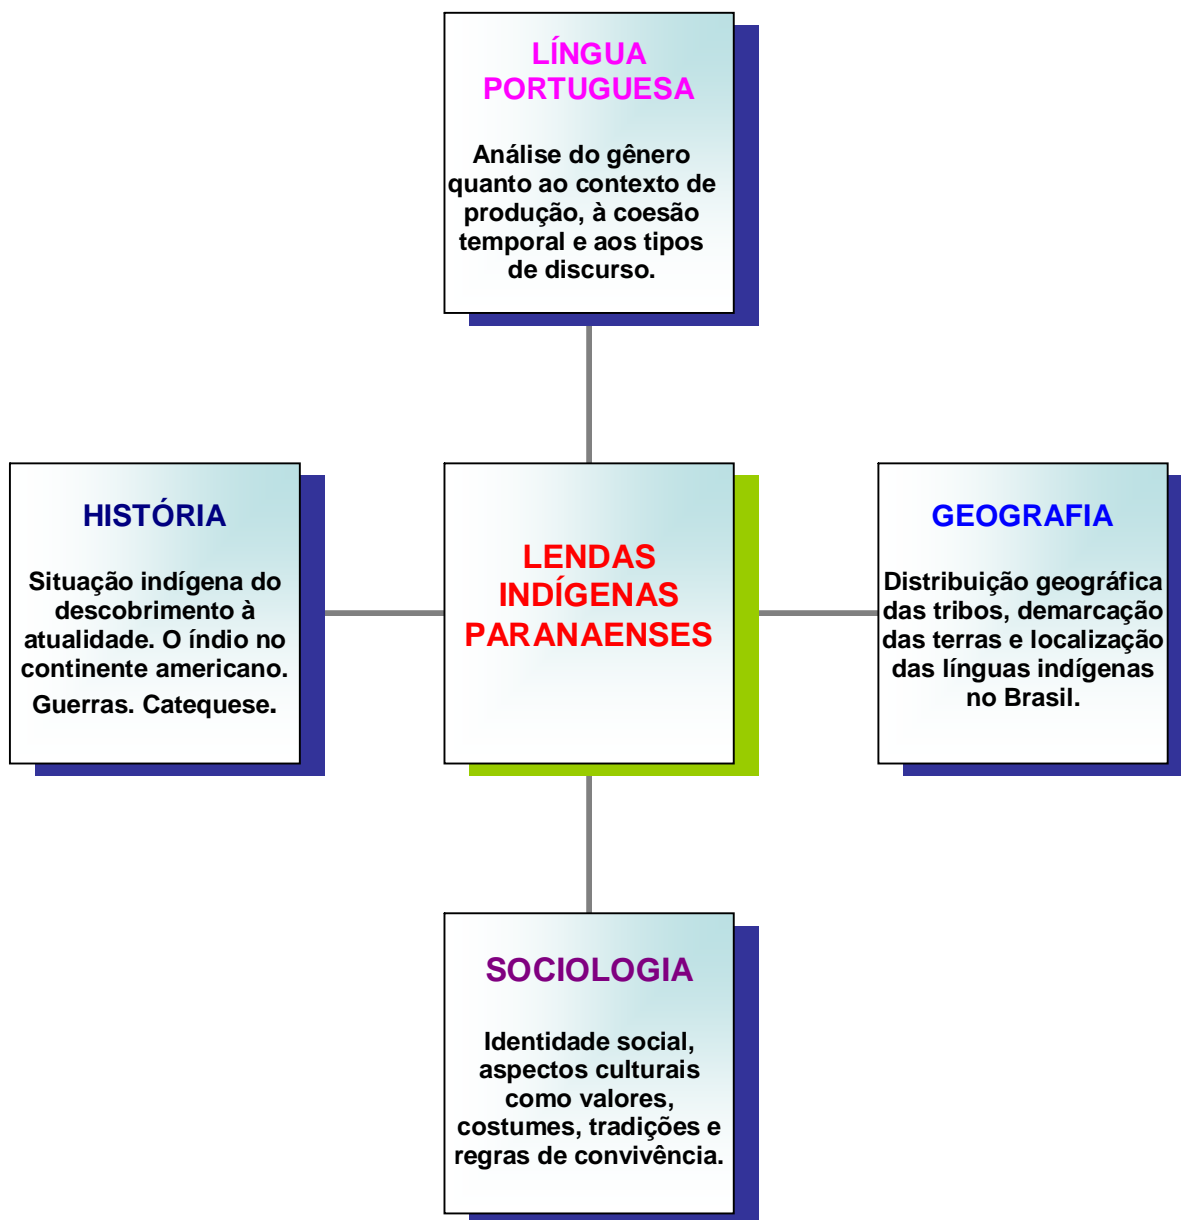 LÍNGUA
PORTUGUESA
Análise do gênero
quanto ao contexto de
produção, à coesão
temporal e aos tipos
de discurso.
HISTÓRIA
Situação indígena do
descobrimento à
atualidade. O índio no
continente americano.
Guerras. Catequese.
LENDAS
INDÍGENAS
PARANAENSES
GEOGRAFIA
Distribuição geográfica
das tribos, demarcação
das terras e localização
das línguas indígenas
no Brasil.
SOCIOLOGIA
Identidade social,
aspectos culturais
como valores,
costumes, tradições e
regras de convivência.